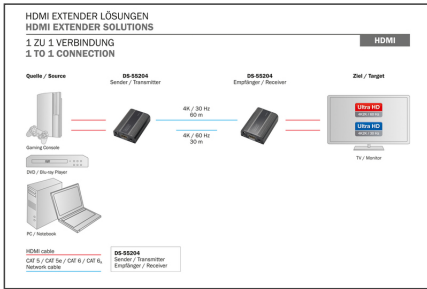 HDMI EXTENDER LÖSUNGEN
HDMI EXTENDER SOLUTIONS
1 ZU 1 VERBINDUNG
1 TO 1 CONNECTION
HDMI
Quelle / Source
DS-55204
Sender / Transmitter
DS-55204
Empfänger / Receiver
Ziel / Target
4K / 30 Hz
60 m
4K / 60 Hz
30 m
Ultra HD
Ultra HD
Gaming Console
TV / Monitor
DVD / Blu-ray Player
PC / Notebook
HDMI cable
CAT 5 / CAT 5e / CAT 6 / CAT 6A
Network cable
DS-55204
Sender / Transmitter
Empfänger / Receiver